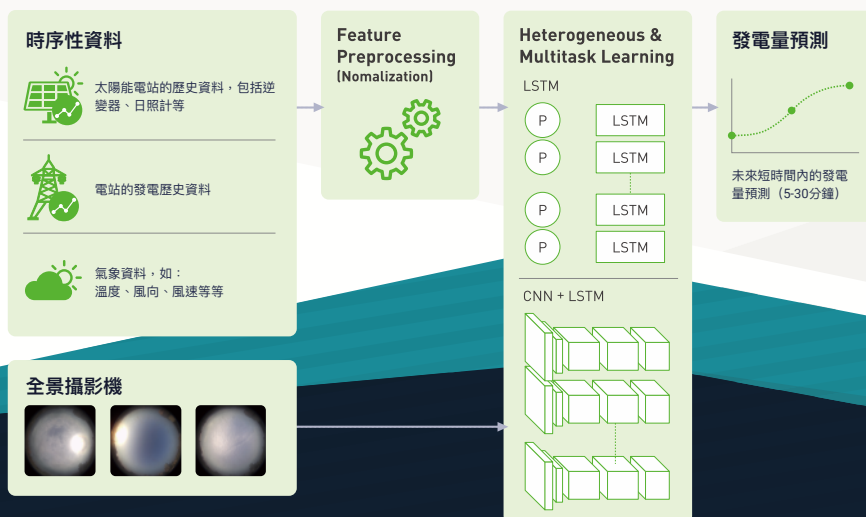 時序性資料
太陽能電站的歷史資料，包括逆
變器、日照計等
電站的發電歷史資料
氣象資料，如：
溫度、風向、風速等等
全景攝影機
Feature
Preprocessing
(Nomalization)
Heterogeneous &
Multitask Learning
LSTM
P LSTM
P LSTM
P LSTM
P LSTM
CNN + LSTM
發電量預測
未來短時間內的發電
量預測（5-30分鐘）